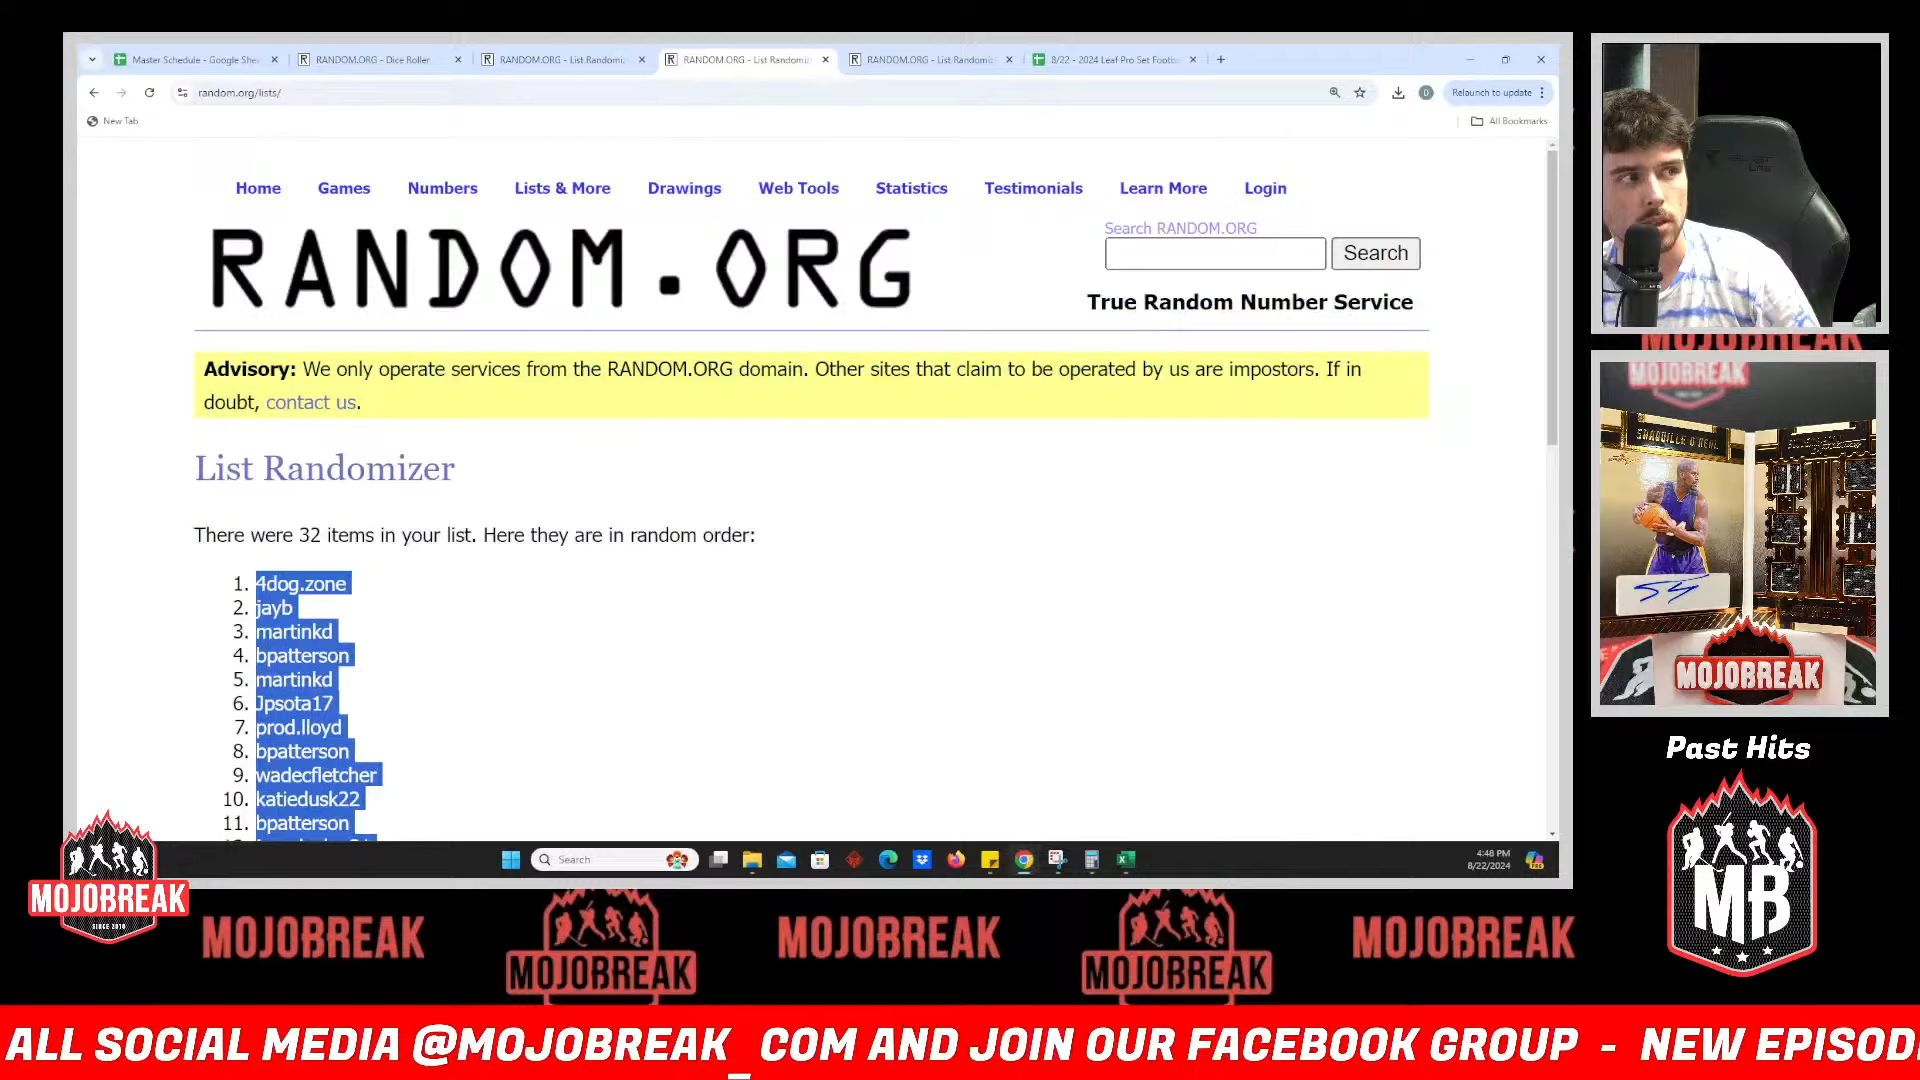 Master Schedule - Google She
RANDOM.ORG - Dice Roller
RANDOM.ORG - List Randomiz
RANDOM.ORG - List Randomiz
RANDOM.ORG - List Randomiz
8/22 - 2024 Leaf Pro Set Footb
random.org/lists/
D
Relaunch to update
New Tab
All Bookmarks
Home
Games
Numbers
Lists & More
Drawings
Web Tools
Statistics
Testimonials
Learn More
Login
RANDOM.ORG
Search RANDOM.ORG
Search
True Random Number Service
Advisory: We only operate services from the RANDOM.ORG domain. Other sites that claim to be operated by us are impostors. If in
doubt, contact us.
List Randomizer
There were 32 items in your list. Here they are in random order:
1. 4dog.zone
2. jayb
3. martinkd
4. bpatterson
5. martinkd
6. Jpsota17
7. prod.lloyd
8. bpatterson
9. wadecfletcher
10. katiedusk22
11. bpatterson
Search
4:48 PM
8/22/2024
MOJOBREAK
SHAQUILLE O'NEAL
MOJOBREAK
Past Hits
MB
MOJOBREAK
SINCE 2010
MOJOBREAK
MOJOBREAK
MOJOBREAK
MOJOBREAK
MOJOBREAK
ALL SOCIAL MEDIA @MOJOBREAK_COM AND JOIN OUR FACEBOOK GROUP - NEW EPISOD